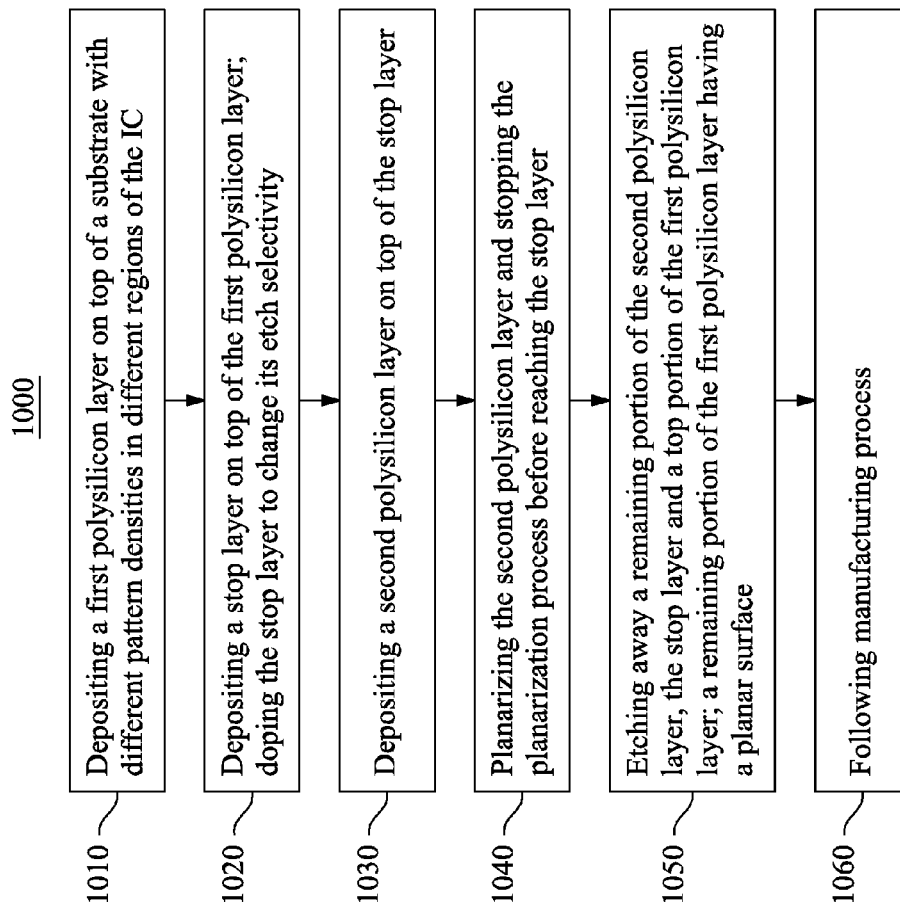 1000
1010
Depositing a first polysilicon layer on top of a substrate with
different pattern densities in different regions of the IC
1020
Depositing a stop layer on top of the first polysilicon layer;
doping the stop layer to change its etch selectivity
1030
Depositing a second polysilicon layer on top of the stop layer
1040
Planarizing the second polysilicon layer and stopping the
planarization process before reaching the stop layer
1050
Etching away a remaining portion of the second polysilicon
layer, the stop layer and a top portion of the first polysilicon
layer; a remaining portion of the first polysilicon layer having
a planar surface
1060
Following manufacturing process